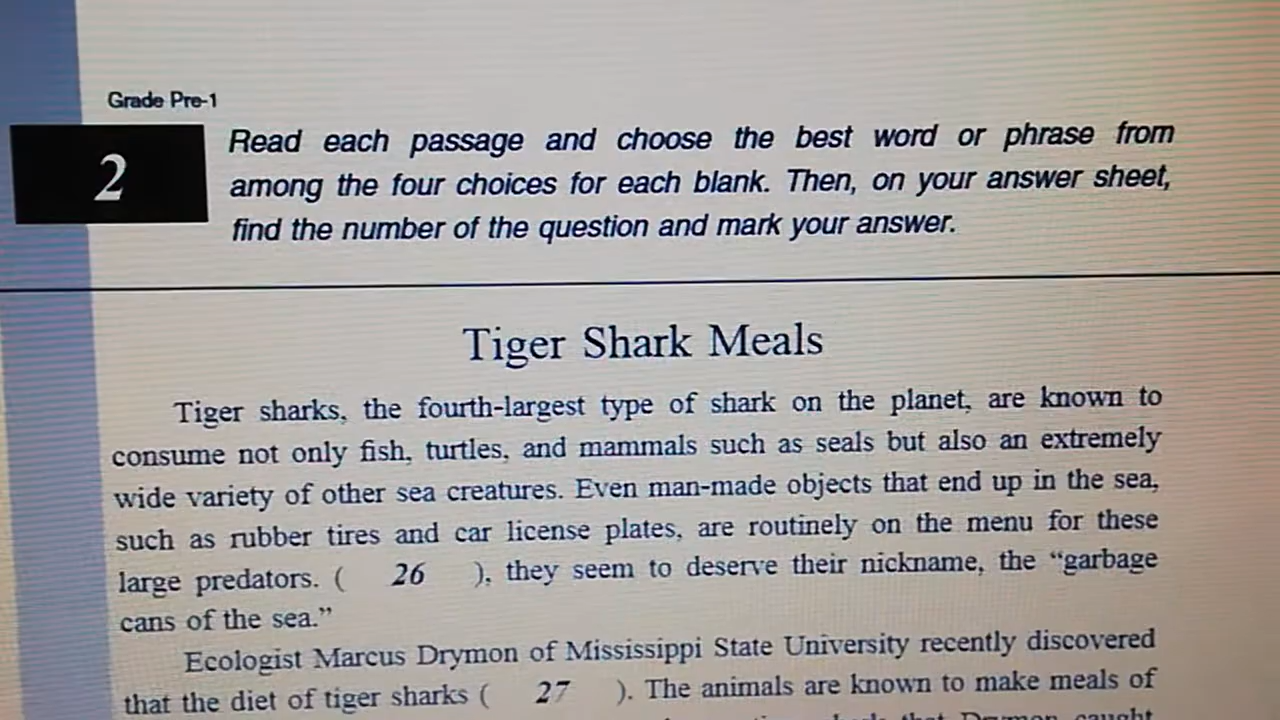 Grade Pre-1
2
Read each passage and choose the best word or phrase from
among the four choices for each blank. Then, on your answer sheet,
find the number of the question and mark your answer.
Tiger Shark Meals
Tiger sharks, the fourth-largest type of shark on the planet, are known to
consume not only fish, turtles, and mammals such as seals but also an extremely
wide variety of other sea creatures. Even man-made objects that end up in the sea,
such as rubber tires and car license plates, are routinely on the menu for these
large predators. ( 26 ), they seem to deserve their nickname, the “garbage
cans of the sea.”
Ecologist Marcus Drymon of Mississippi State University recently discovered
that the diet of tiger sharks ( 27 ). The animals are known to make meals of
that Drymon caught